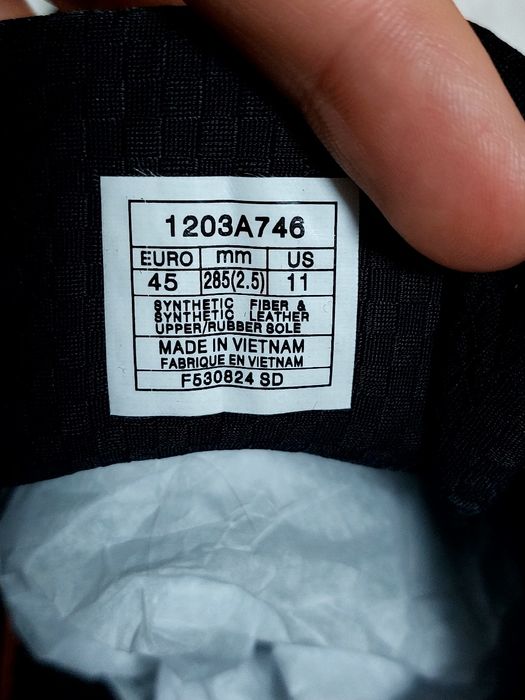 1203A746
EURO mm US
45 285(2.5) 11
SYNTHETIC FIBER &
SYNTHETIC LEATHER
UPPER/RUBBER SOLE
MADE IN VIETNAM
FABRIQUE EN VIETNAM
F530824 SD